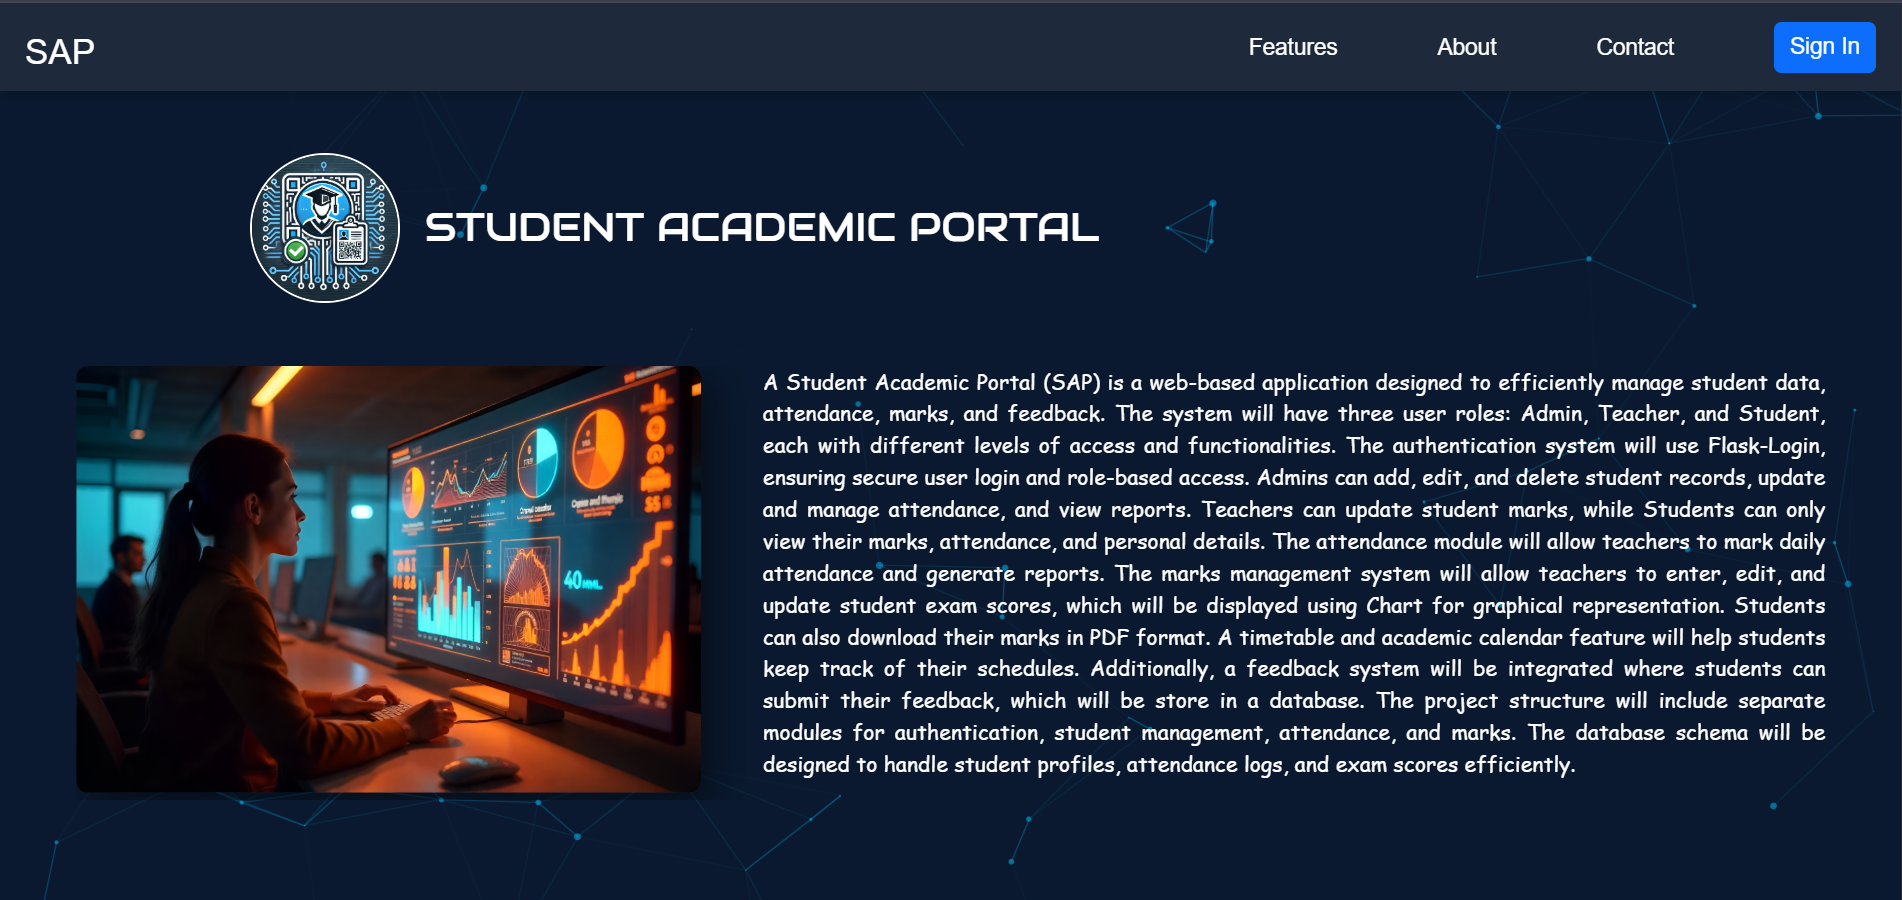 SAP
Features
About
Contact
Sign In
STUDENT ACADEMIC PORTAL
A Student Academic Portal (SAP) is a web-based application designed to efficiently manage student data,
attendance, marks, and feedback. The system will have three user roles: Admin, Teacher, and Student,
each with different levels of access and functionalities. The authentication system will use Flask-Login,
ensuring secure user login and role-based access. Admins can add, edit, and delete student records, update
and manage attendance, and view reports. Teachers can update student marks, while Students can only
view their marks, attendance, and personal details. The attendance module will allow teachers to mark daily
attendance and generate reports. The marks management system will allow teachers to enter, edit, and
update student exam scores, which will be displayed using Chart for graphical representation. Students
can also download their marks in PDF format. A timetable and academic calendar feature will help students
keep track of their schedules. Additionally, a feedback system will be integrated where students can
submit their feedback, which will be store in a database. The project structure will include separate
modules for authentication, student management, attendance, and marks. The database schema will be
designed to handle student profiles, attendance logs, and exam scores efficiently.
40